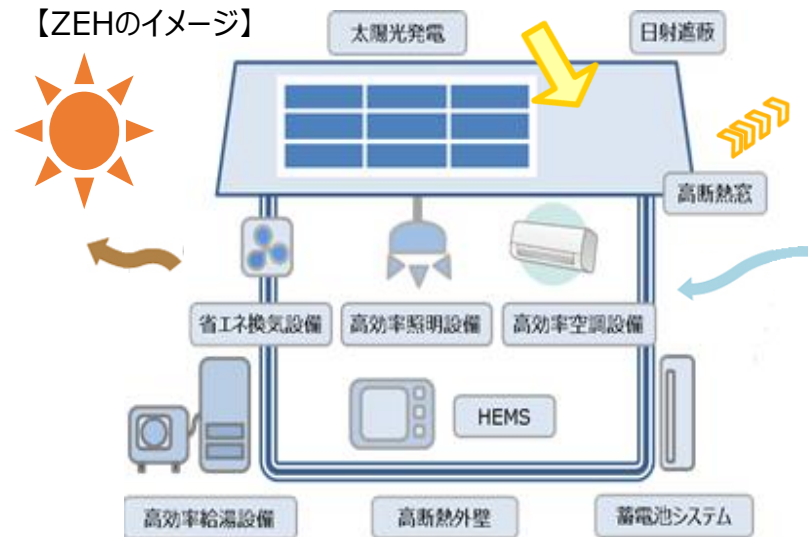 【ZEHのイメージ】
太陽光発電
日射遮蔽
高断熱窓
省エネ換気設備
高効率照明設備
高効率空調設備
HEMS
高効率給湯設備
高断熱外壁
蓄電池システム